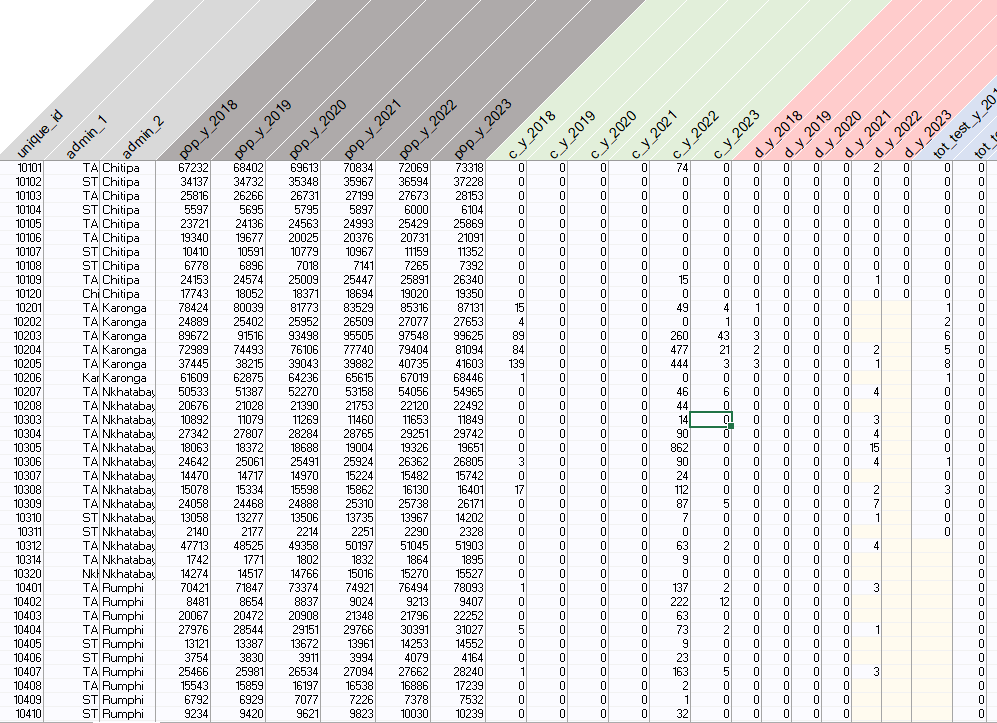 unique_id admin_1 admin_2 pop_y_2018 pop_y_2019 pop_y_2020 pop_y_2021 pop_y_2022 pop_y_2023 c_y_2018 c_y_2019 c_y_2020 c_y_2021 c_y_2022 c_y_2023 d_y_2018 d_y_2019 d_y_2020 d_y_2021 d_y_2022 d_y_2023 tot_test_y_201 tot_t
10101 TA Chitipa 67232 68402 69613 70834 72069 73318 0 0 0 0 74 0 0 0 0 0 2 0 0 0
10102 ST Chitipa 34137 34732 35348 35967 36594 37228 0 0 0 0 0 0 0 0 0 0 0 0 0 0
10103 TA Chitipa 25816 26266 26731 27199 27673 28153 0 0 0 0 0 0 0 0 0 0 0 0 0 0
10104 ST Chitipa 5597 5695 5795 5897 6000 6104 0 0 0 0 0 0 0 0 0 0 0 0 0 0
10105 TA Chitipa 23721 24136 24563 24993 25429 25869 0 0 0 0 0 0 0 0 0 0 0 0 0 0
10106 TA Chitipa 19340 19677 20025 20376 20731 21091 0 0 0 0 0 0 0 0 0 0 0 0 0 0
10107 ST Chitipa 10410 10591 10779 10967 11159 11352 0 0 0 0 0 0 0 0 0 0 0 0 0 0
10108 ST Chitipa 6778 6896 7018 7141 7265 7392 0 0 0 0 0 0 0 0 0 0 0 0 0 0
10109 TA Chitipa 24153 24574 25009 25447 25891 26340 0 0 0 0 15 0 0 0 0 0 1 0 0 0
10120 Chi Chitipa 17743 18052 18371 18694 19020 19350 0 0 0 0 0 0 0 0 0 0 0 0 0 0
10201 TA Karonga 78424 80039 81773 83529 85316 87131 15 0 0 0 49 4 1 0 0 0 1 0
10202 TA Karonga 24889 25402 25952 26509 27077 27653 4 0 0 0 0 1 0 0 0 0 2 0
10203 TA Karonga 89672 91516 93498 95505 97548 99625 89 0 0 0 260 43 3 0 0 0 6 0
10204 TA Karonga 72989 74493 76106 77740 79404 81094 84 0 0 0 477 21 2 0 0 0 2 5 0
10205 TA Karonga 37445 38215 39043 39882 40735 41603 139 0 0 0 444 3 3 0 0 0 1 8 0
10206 Kar Karonga 61609 62875 64236 65615 67019 68446 1 0 0 0 0 0 0 0 0 0 1 0
10207 TA Nkhatabay 50533 51387 52270 53158 54056 54965 0 0 0 0 46 6 0 0 0 0 4 0 0
10208 TA Nkhatabay 20676 21028 21390 21753 22120 22492 0 0 0 0 44 0 0 0 0 0 0 0
10303 TA Nkhatabay 10892 11079 11269 11460 11653 11849 0 0 0 0 14 0 0 0 0 0 3 0 0
10304 TA Nkhatabay 27342 27807 28284 28765 29251 29742 0 0 0 0 90 0 0 0 0 0 4 0 0
10305 TA Nkhatabay 18063 18372 18688 19004 19326 19651 0 0 0 0 862 0 0 0 0 0 15 0 0
10306 TA Nkhatabay 24642 25061 25491 25924 26362 26805 3 0 0 0 90 0 0 0 0 0 4 1 0
10307 TA Nkhatabay 14470 14717 14970 15224 15482 15742 0 0 0 0 24 0 0 0 0 0 0 0
10308 TA Nkhatabay 15078 15334 15598 15862 16130 16401 17 0 0 0 112 0 0 0 0 0 2 3 0
10309 TA Nkhatabay 24058 24468 24888 25310 25738 26171 0 0 0 0 87 5 0 0 0 0 7 0 0
10310 ST Nkhatabay 13058 13277 13506 13735 13967 14202 0 0 0 0 7 0 0 0 0 0 1 0 0
10311 ST Nkhatabay 2140 2177 2214 2251 2290 2328 0 0 0 0 0 0 0 0 0 0 0 0
10312 TA Nkhatabay 47713 48525 49358 50197 51045 51903 0 0 0 0 63 2 0 0 0 0 4 0
10314 TA Nkhatabay 1742 1771 1802 1832 1864 1895 0 0 0 0 9 0 0 0 0 0 0
10320 Nkh Nkhatabay 14274 14517 14766 15016 15270 15527 0 0 0 0 0 0 0 0 0 0 0
10401 TA Rumphi 70421 71847 73374 74921 76494 78093 1 0 0 0 137 2 0 0 0 0 3 0
10402 TA Rumphi 8481 8654 8837 9024 9213 9407 0 0 0 0 222 12 0 0 0 0 0
10403 TA Rumphi 20067 20472 20908 21348 21796 22252 0 0 0 0 63 0 0 0 0 0 0
10404 TA Rumphi 27976 28544 29151 29766 30391 31027 5 0 0 0 73 2 0 0 0 0 1 0
10405 ST Rumphi 13121 13387 13672 13961 14253 14552 0 0 0 0 9 0 0 0 0 0 0
10406 ST Rumphi 3754 3830 3911 3994 4079 4164 0 0 0 0 23 0 0 0 0 0 0
10407 TA Rumphi 25466 25981 26534 27094 27662 28240 1 0 0 0 163 5 0 0 0 0 3 0
10408 TA Rumphi 15543 15859 16197 16538 16886 17239 0 0 0 0 2 0 0 0 0 0 0
10409 ST Rumphi 6792 6929 7077 7226 7378 7532 0 0 0 0 1 0 0 0 0 0 0
10410 ST Rumphi 9234 9420 9621 9823 10030 10239 0 0 0 0 32 0 0 0 0 0 0